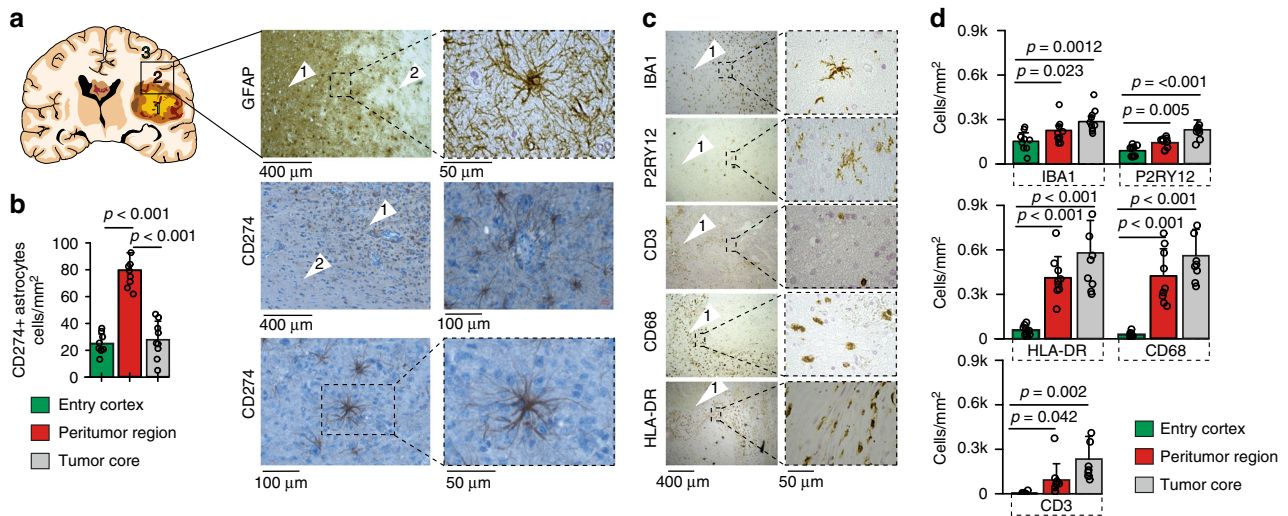 a
3
2
1
GFAP
1
2
400 μm
50 μm
CD274
1
2
400 μm
100 μm
CD274
100 μm
50 μm
b
p < 0.001
p < 0.001
CD274+ astrocytes
cells/mm²
100
80
60
40
20
0
Entry cortex
Peritumor region
Tumor core
c
IBA1
1
P2RY12
1
CD3
1
CD68
1
HLA-DR
1
400 μm
50 μm
d
Cells/mm²
0.9k
0.6k
0.3k
0
p = 0.0012
p = 0.023
p = <0.001
p = 0.005
IBA1
P2RY12
Cells/mm²
0.9k
0.6k
0.3k
0
p < 0.001
p < 0.001
p < 0.001
p < 0.001
HLA-DR
CD68
Cells/mm²
0.9k
0.6k
0.3k
0
p = 0.002
p = 0.042
CD3
Entry cortex
Peritumor region
Tumor core